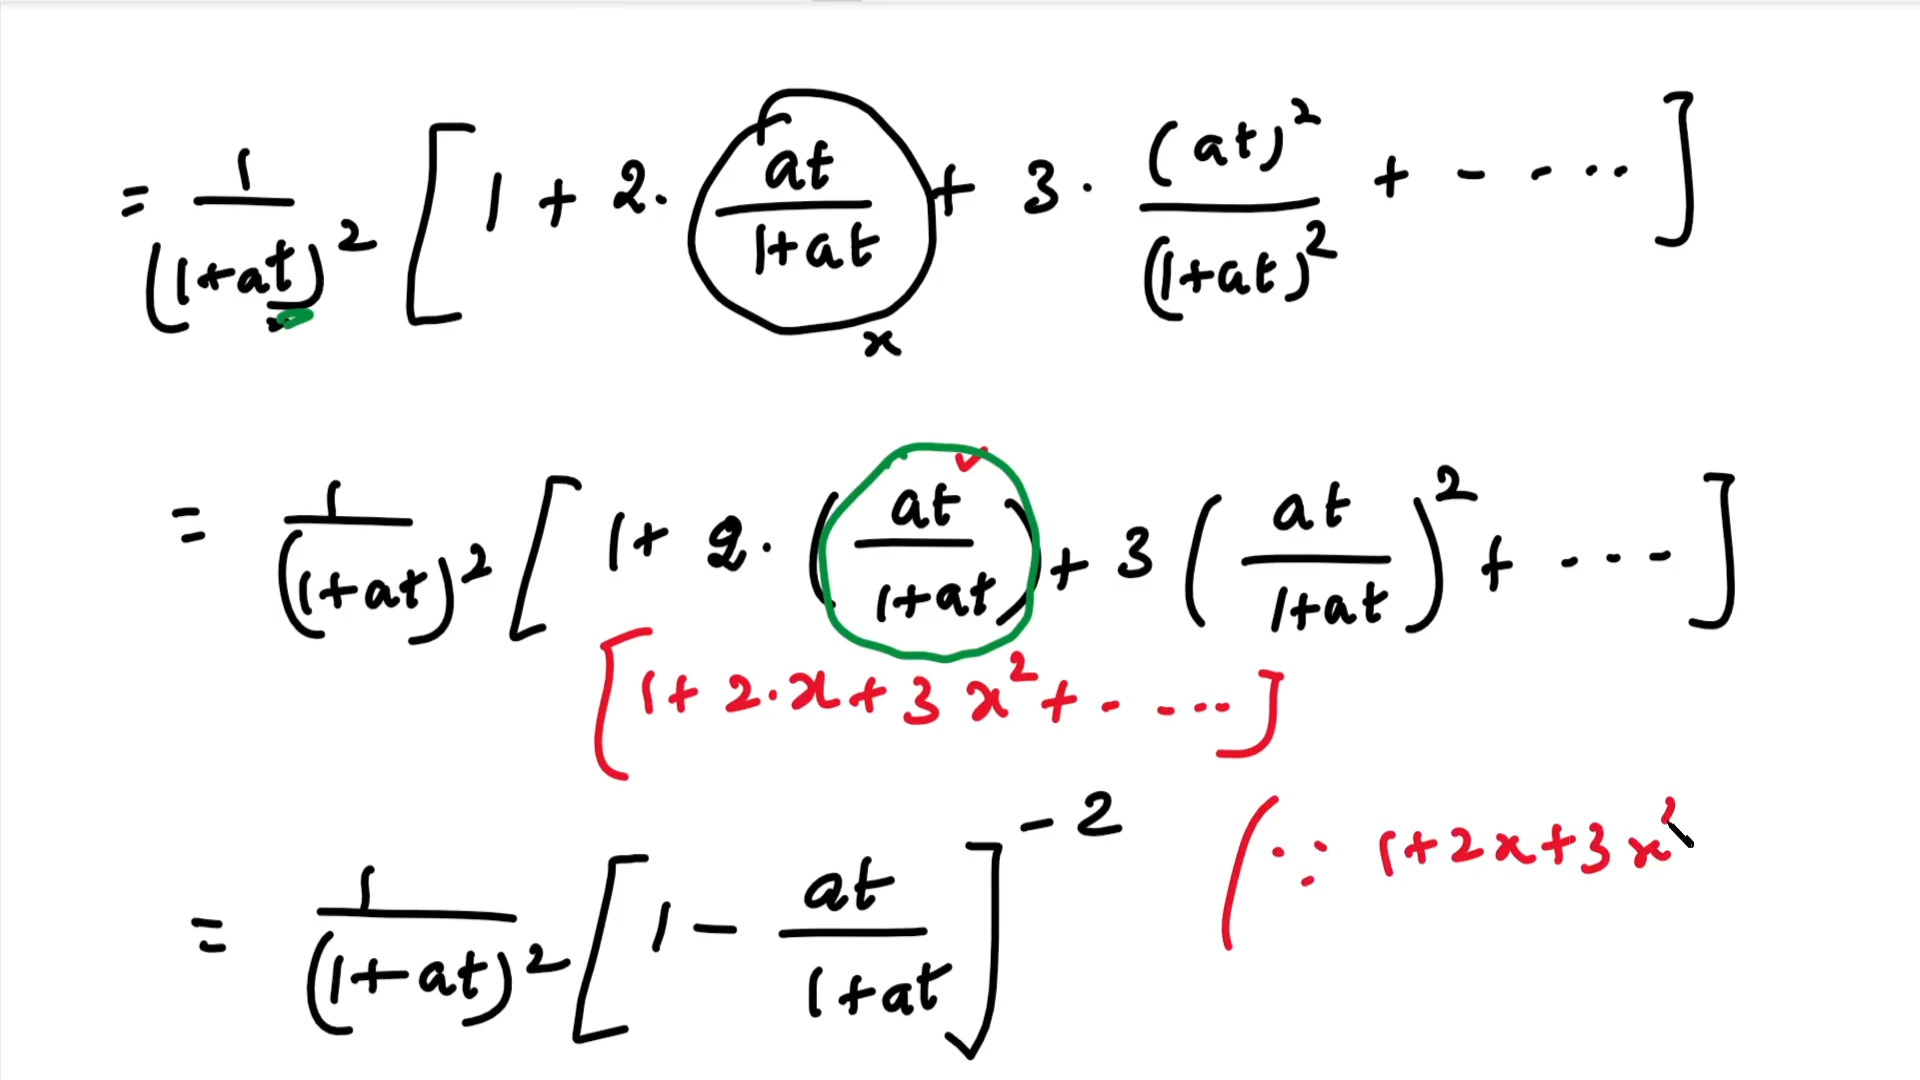 = 1/(1+at)^2 [ 1 + 2. at/1+at + 3. (at)^2/(1+at)^2 + - - ... ]
x
= 1/(1+at)^2 [ 1+ 2. (at/1+at) + 3 (at/1+at)^2 + - - - - ]
[1+ 2.x + 3 x^2 + - - ...]
= 1/(1+at)^2 [ 1 - at/1+at ]^-2 (∵ 1+2x+3x